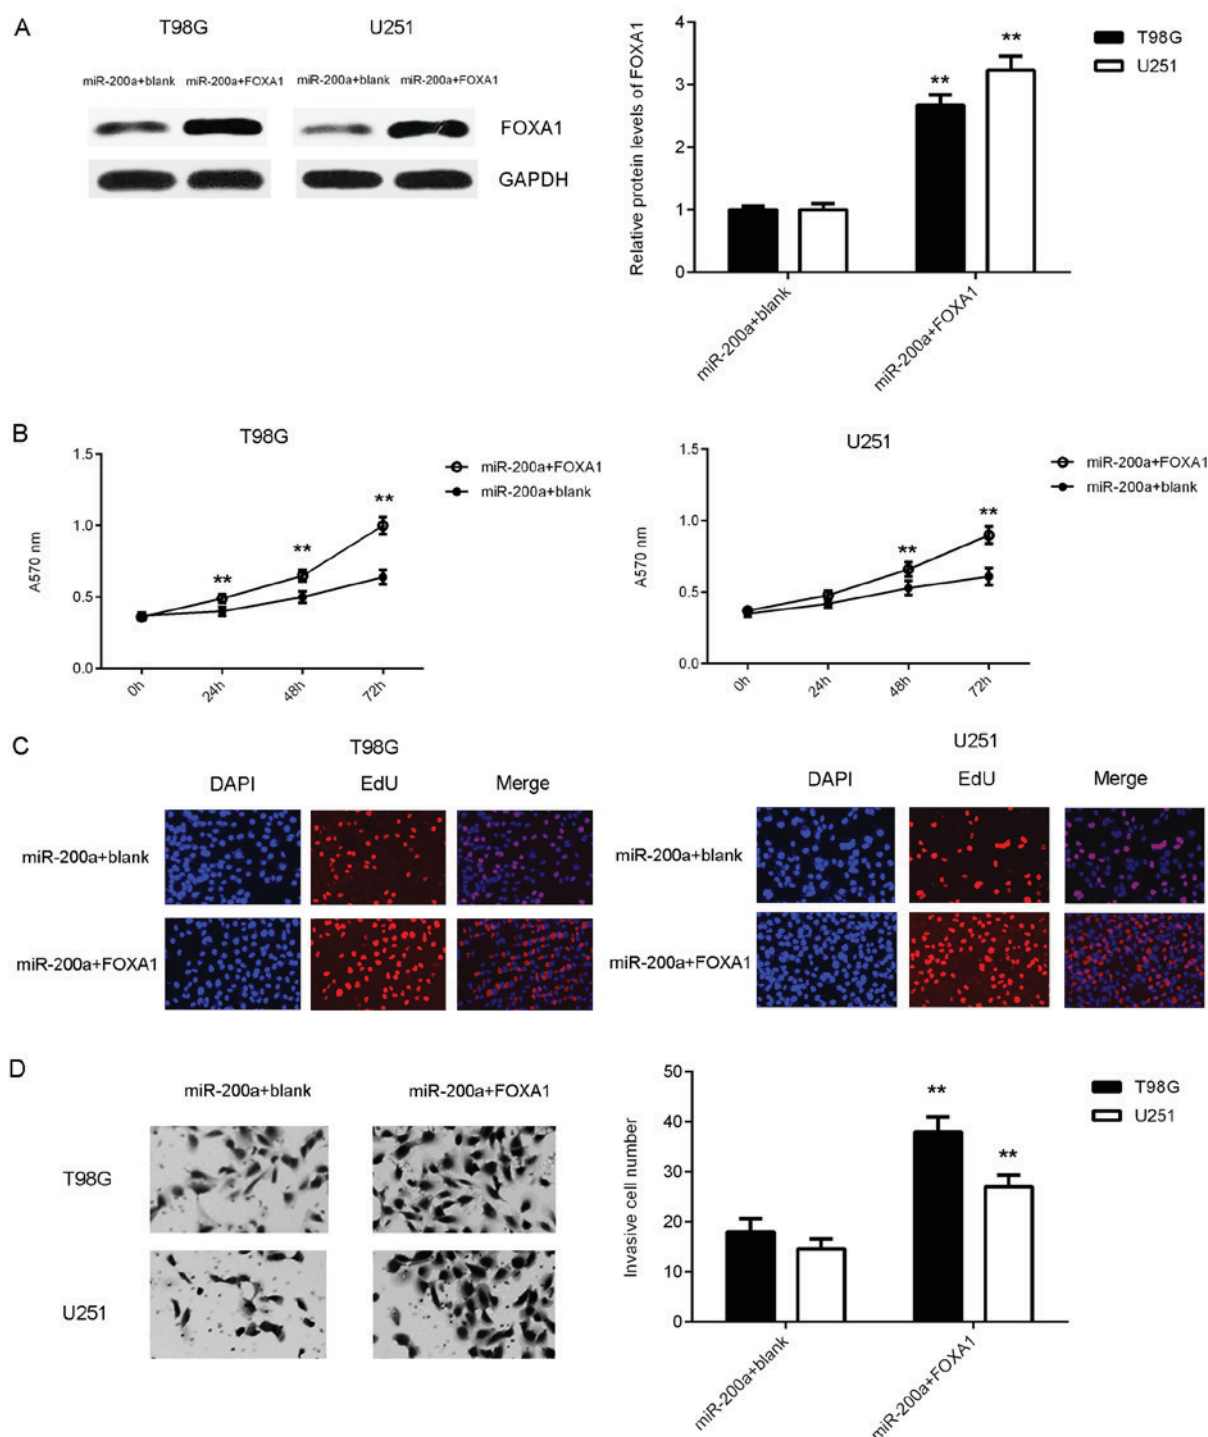 A
T98G
U251
miR-200a+blank miR-200a+FOXA1 miR-200a+blank miR-200a+FOXA1
FOXA1
GAPDH
Relative protein levels of FOXA1
4
3
2
1
0
**
**
T98G
U251
miR-200a+blank
miR-200a+FOXA1
B
T98G
A570 nm
1.5
1.0
0.5
0.0
**
**
**
0h
24h
48h
72h
miR-200a+FOXA1
miR-200a+blank
U251
A570 nm
1.5
1.0
0.5
0.0
**
**
0h
24h
48h
72h
miR-200a+FOXA1
miR-200a+blank
C
T98G
DAPI EdU Merge
miR-200a+blank
miR-200a+FOXA1
U251
DAPI EdU Merge
miR-200a+blank
miR-200a+FOXA1
D
miR-200a+blank miR-200a+FOXA1
T98G
U251
Invasive cell number
50
40
30
20
10
0
**
**
T98G
U251
miR-200a+blank
miR-200a+FOXA1